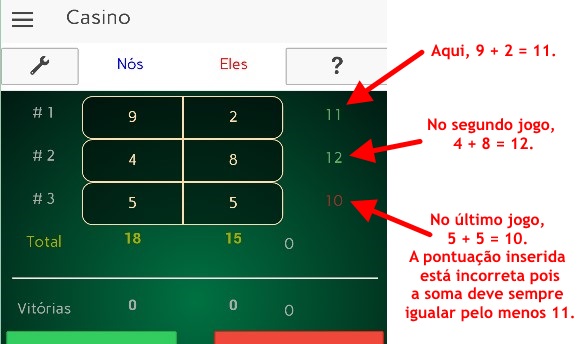 Casino
Nós Eles ?
# 1 9 2 11
# 2 4 8 12
# 3 5 5 10
Total 18 15 0
Vitórias 0 0 0
Aqui, 9 + 2 = 11.
No segundo jogo,
4 + 8 = 12.
No último jogo,
5 + 5 = 10.
A pontuação inserida
está incorreta pois
a soma deve sempre
igualar pelo menos 11.